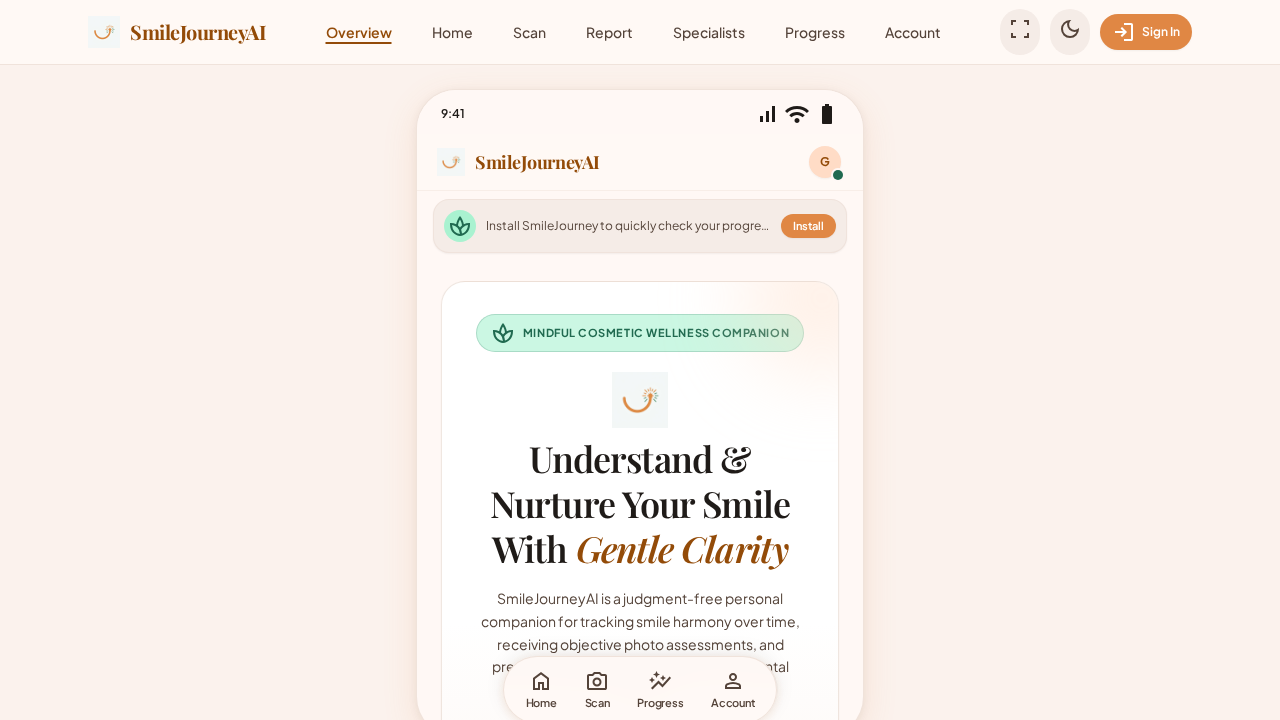 SmileJourneyAI
Overview
Home
Scan
Report
Specialists
Progress
Account
Sign In
9:41
SmileJourneyAI
G
Install SmileJourney to quickly check your progre...
Install
MINDFUL COSMETIC WELLNESS COMPANION
Understand &
Nurture Your Smile
With Gentle Clarity
SmileJourneyAI is a judgment-free personal
companion for tracking smile harmony over time,
receiving objective photo assessments, and
Home
Scan
Progress
Account